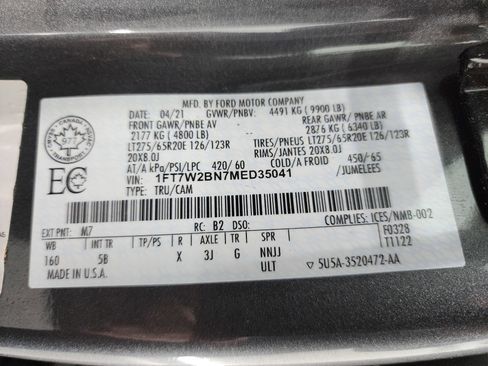 MFD. BY FORD MOTOR COMPANY
04/21 GVWR/PNBV: 4491 KG (9900 LB)
FRONT GAWR/PNBE AV REAR GAWR/ PNBE AR
2177 KG (4800 LB) 2876 KG (6340 LB)
LT275/65R20E 126/123R TIRES/PNEUS LT275/65R20E 126/123R
20X8.0J RIMS/JANTES 20X8.0J
AT/A kPa/PSI/LPC 420/60 COLD/A FROID 450/65
VIN: 1FT7W2BN7MED35041 /JUMELEES
TYPE: TRU/CAM
CANADA
977
TRANSPORT
EC
EXT PNT: M7 RC: B2 DSO: COMPLIES: ICES/NMB-002
WB INT TR TP/PS R AXLE TR SPR F0328
160 5B X 3J G NNJJ T1122
MADE IN U.S.A. ULT ▽ 5U5A-3520472-AA